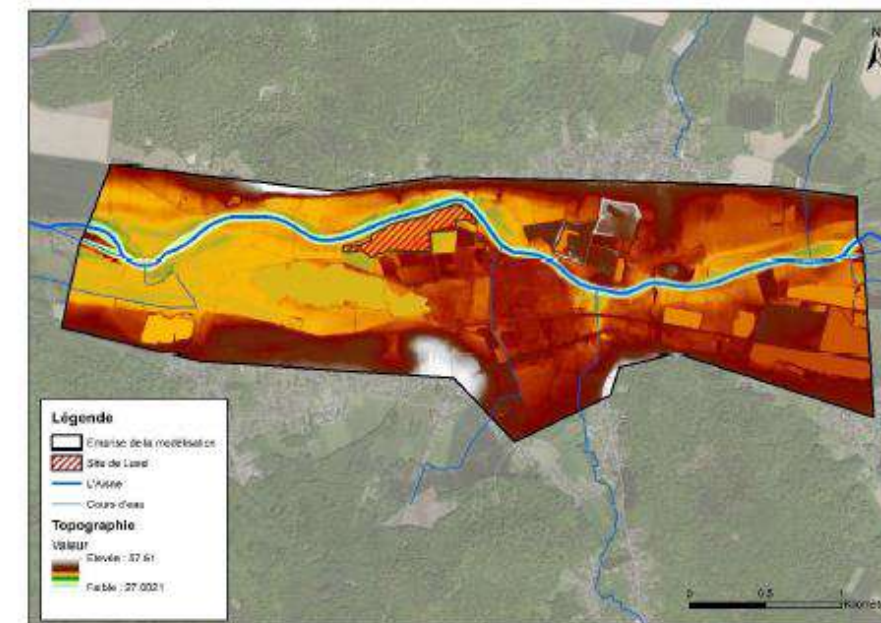 N
Légende
Emprise de la modélisation
Site de
L'Aisne
Cours d'eau
Topographie
Valeur
Elevée : 37.61
Faible : 27.0021
0 0.5 1
Kilomèt